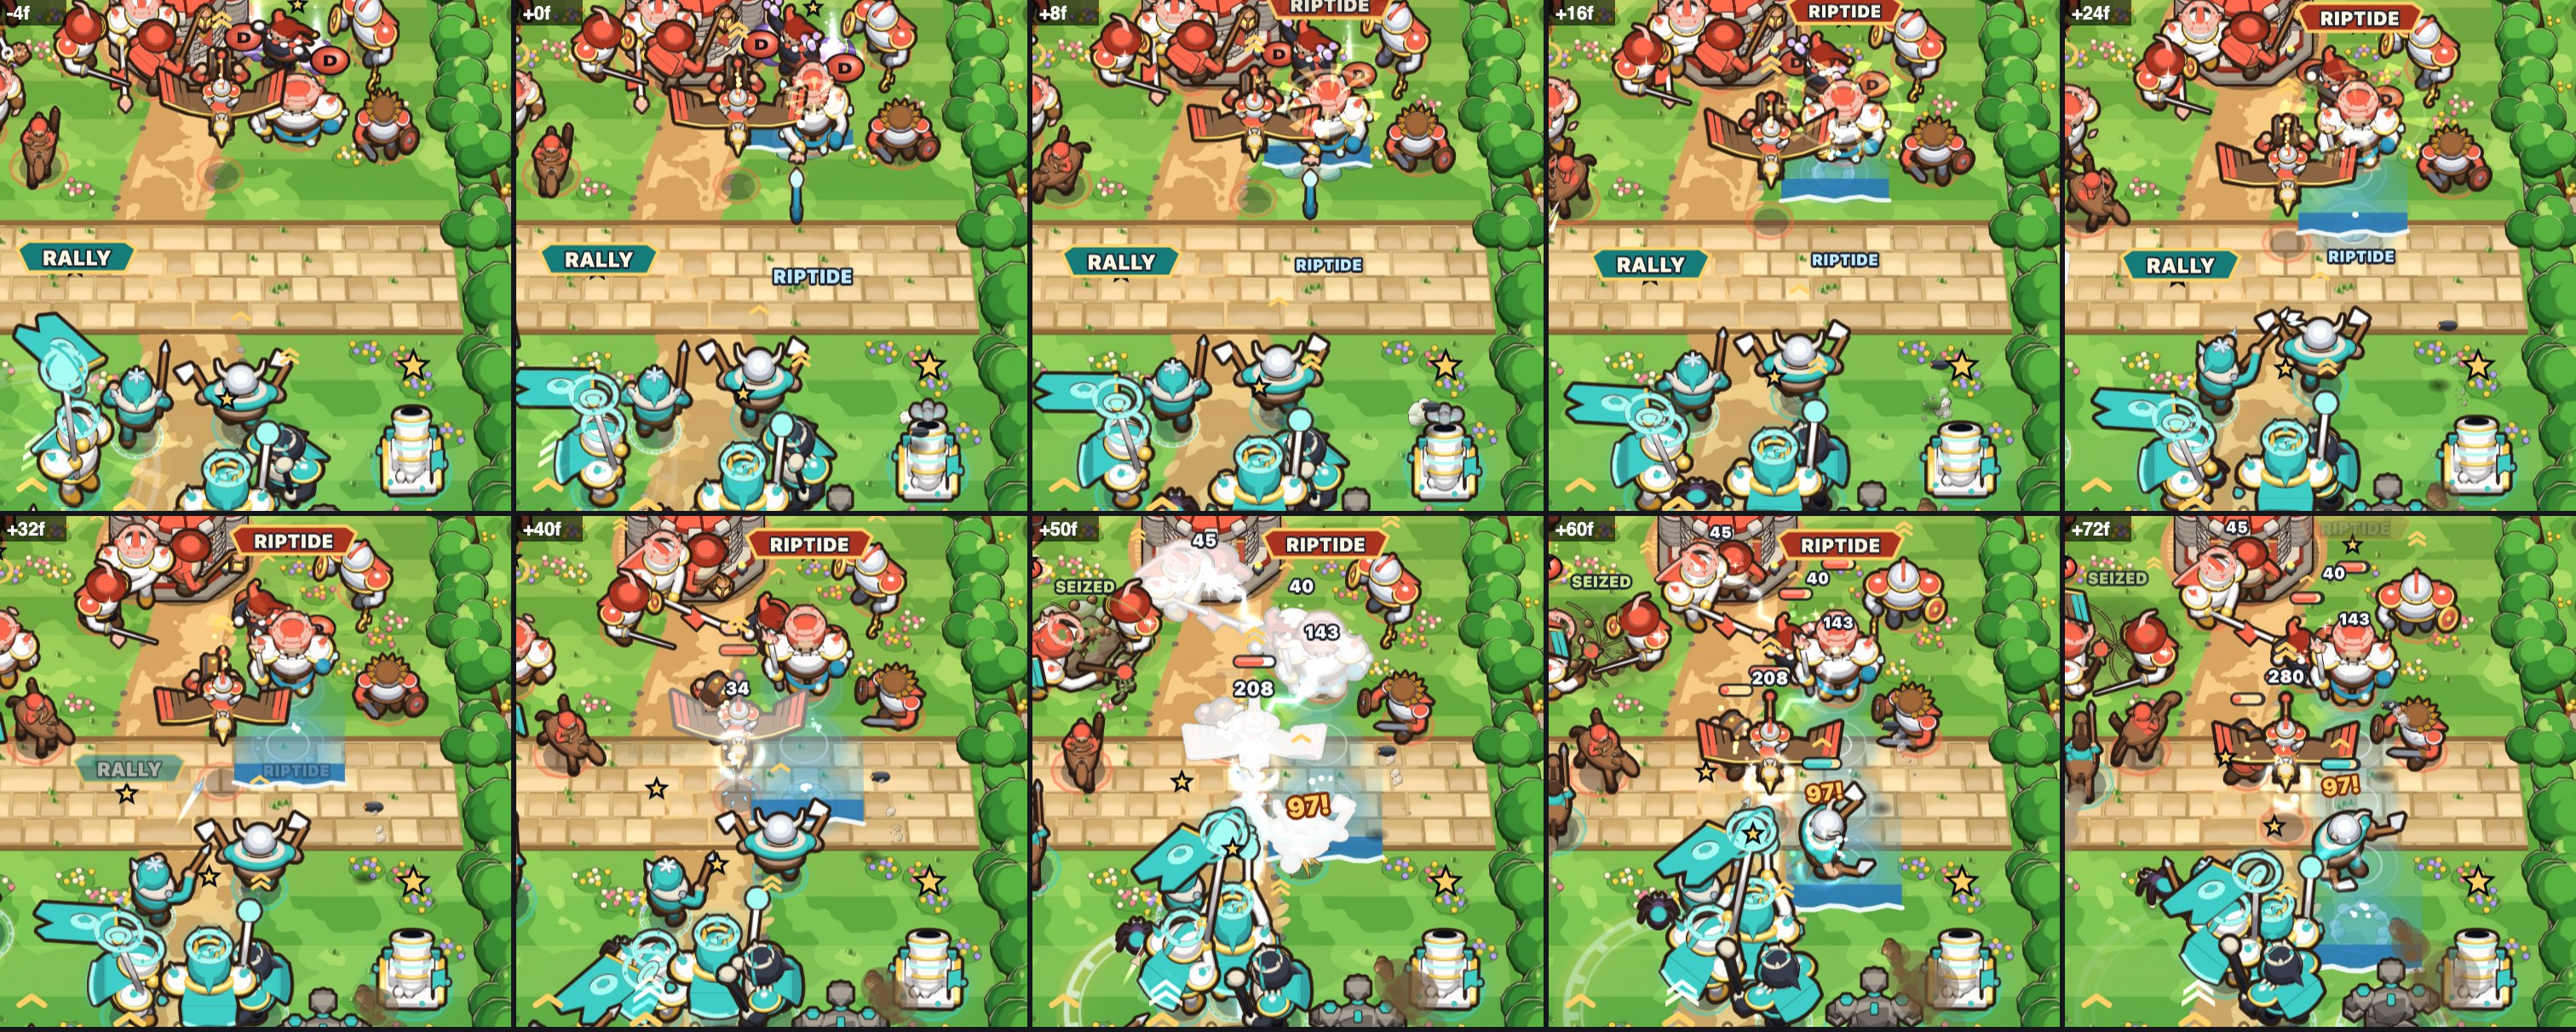 -4f
D
D
RALLY
+0f
D
D
RALLY
RIPTIDE
+8f
RIPTIDE
D
D
RALLY
RIPTIDE
+16f
RIPTIDE
D
D
RALLY
RIPTIDE
+24f
RIPTIDE
D
RALLY
RIPTIDE
+32f
RIPTIDE
RALLY
RIPTIDE
+40f
RIPTIDE
34
+50f
45
RIPTIDE
SEIZED
40
143
208
97!
+60f
45
RIPTIDE
SEIZED
40
143
208
97!
+72f
45
RIPTIDE
SEIZED
40
143
280
97!